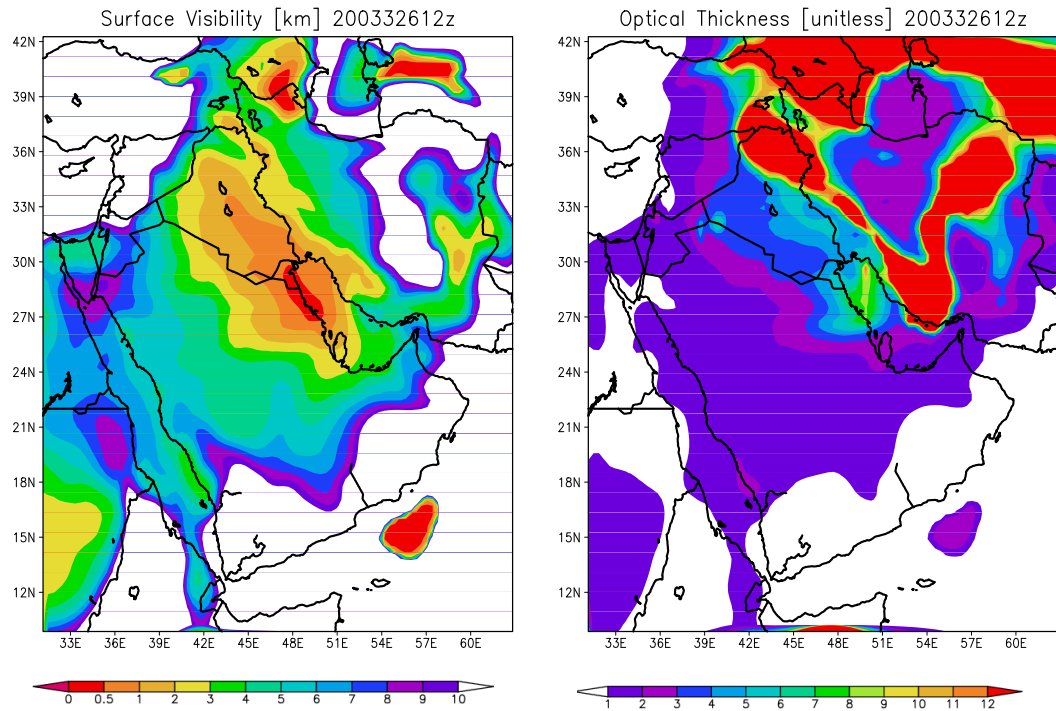 Surface Visibility [km] 200332612z
42N
39N
36N
33N
30N
27N
24N
21N
18N
15N
12N
33E 36E 39E 42E 45E 48E 51E 54E 57E 60E
0 0.5 1 2 3 4 5 6 7 8 9 10
Optical Thickness [unitless] 200332612z
42N
39N
36N
33N
30N
27N
24N
21N
18N
15N
12N
33E 36E 39E 42E 45E 48E 51E 54E 57E 60E
1 2 3 4 5 6 7 8 9 10 11 12